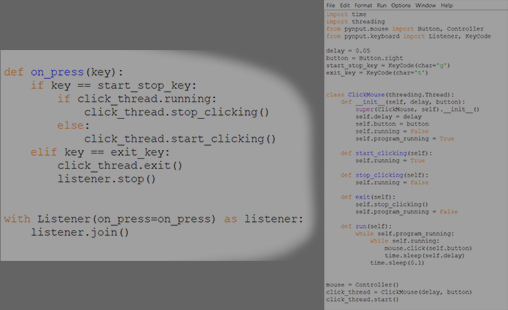 def on_press(key):
    if key == start_stop_key:
        if click_thread.running:
            click_thread.stop_clicking()
        else:
            click_thread.start_clicking()
    elif key == exit_key:
        click_thread.exit()
        listener.stop()
with Listener(on_press=on_press) as listener:
    listener.join()
File Edit Format Run Options Window Help
import time
import threading
from pynput.mouse import Button, Controller
from pynput.keyboard import Listener, KeyCode
delay = 0.05
button = Button.right
start_stop_key = KeyCode(char="q")
exit_key = KeyCode(char="t")
class ClickMouse(threading.Thread):
    def __init__(self, delay, button):
        super(ClickMouse, self).__init__()
        self.delay = delay
        self.button = button
        self.running = False
        self.program_running = True
    def start_clicking(self):
        self.running = True
    def stop_clicking(self):
        self.running = False
    def exit(self):
        self.stop_clicking()
        self.program_running = False
    def run(self):
        while self.program_running:
            while self.running:
                mouse.click(self.button)
                time.sleep(self.delay)
            time.sleep(0.1)
mouse = Controller()
click_thread = ClickMouse(delay, button)
click_thread.start()